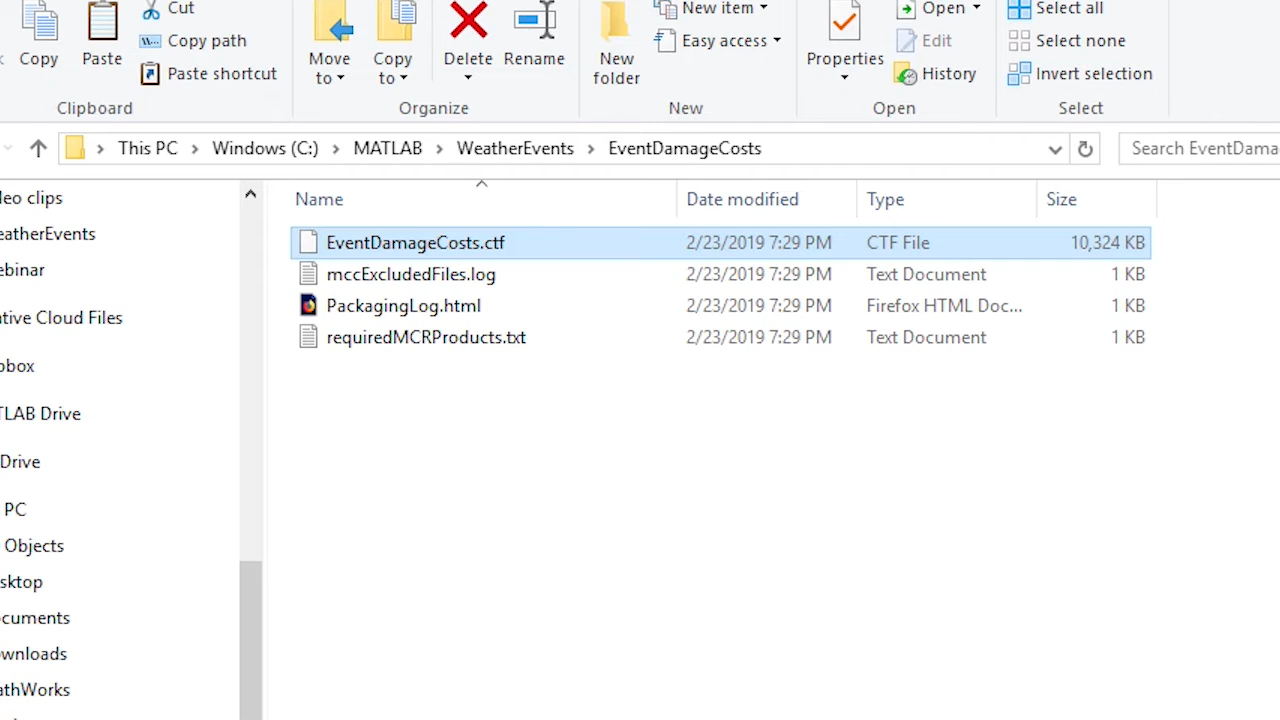 Cut
New item
Open
Select all
Copy path
Easy access
Edit
Select none
Copy
Paste
Paste shortcut
Move to
Copy to
Delete
Rename
New folder
Properties
History
Invert selection
Clipboard
Organize
New
Open
Select
This PC > Windows (C:) > MATLAB > WeatherEvents > EventDamageCosts
Search EventDama
Name Date modified Type Size
EventDamageCosts.ctf 2/23/2019 7:29 PM CTF File 10,324 KB
mccExcludedFiles.log 2/23/2019 7:29 PM Text Document 1 KB
PackagingLog.html 2/23/2019 7:29 PM Firefox HTML Doc... 1 KB
requiredMCRProducts.txt 2/23/2019 7:29 PM Text Document 1 KB
leo clips
eatherEvents
ebinar
ative Cloud Files
obox
TLAB Drive
Drive
PC
Objects
sktop
cuments
wnloads
athWorks